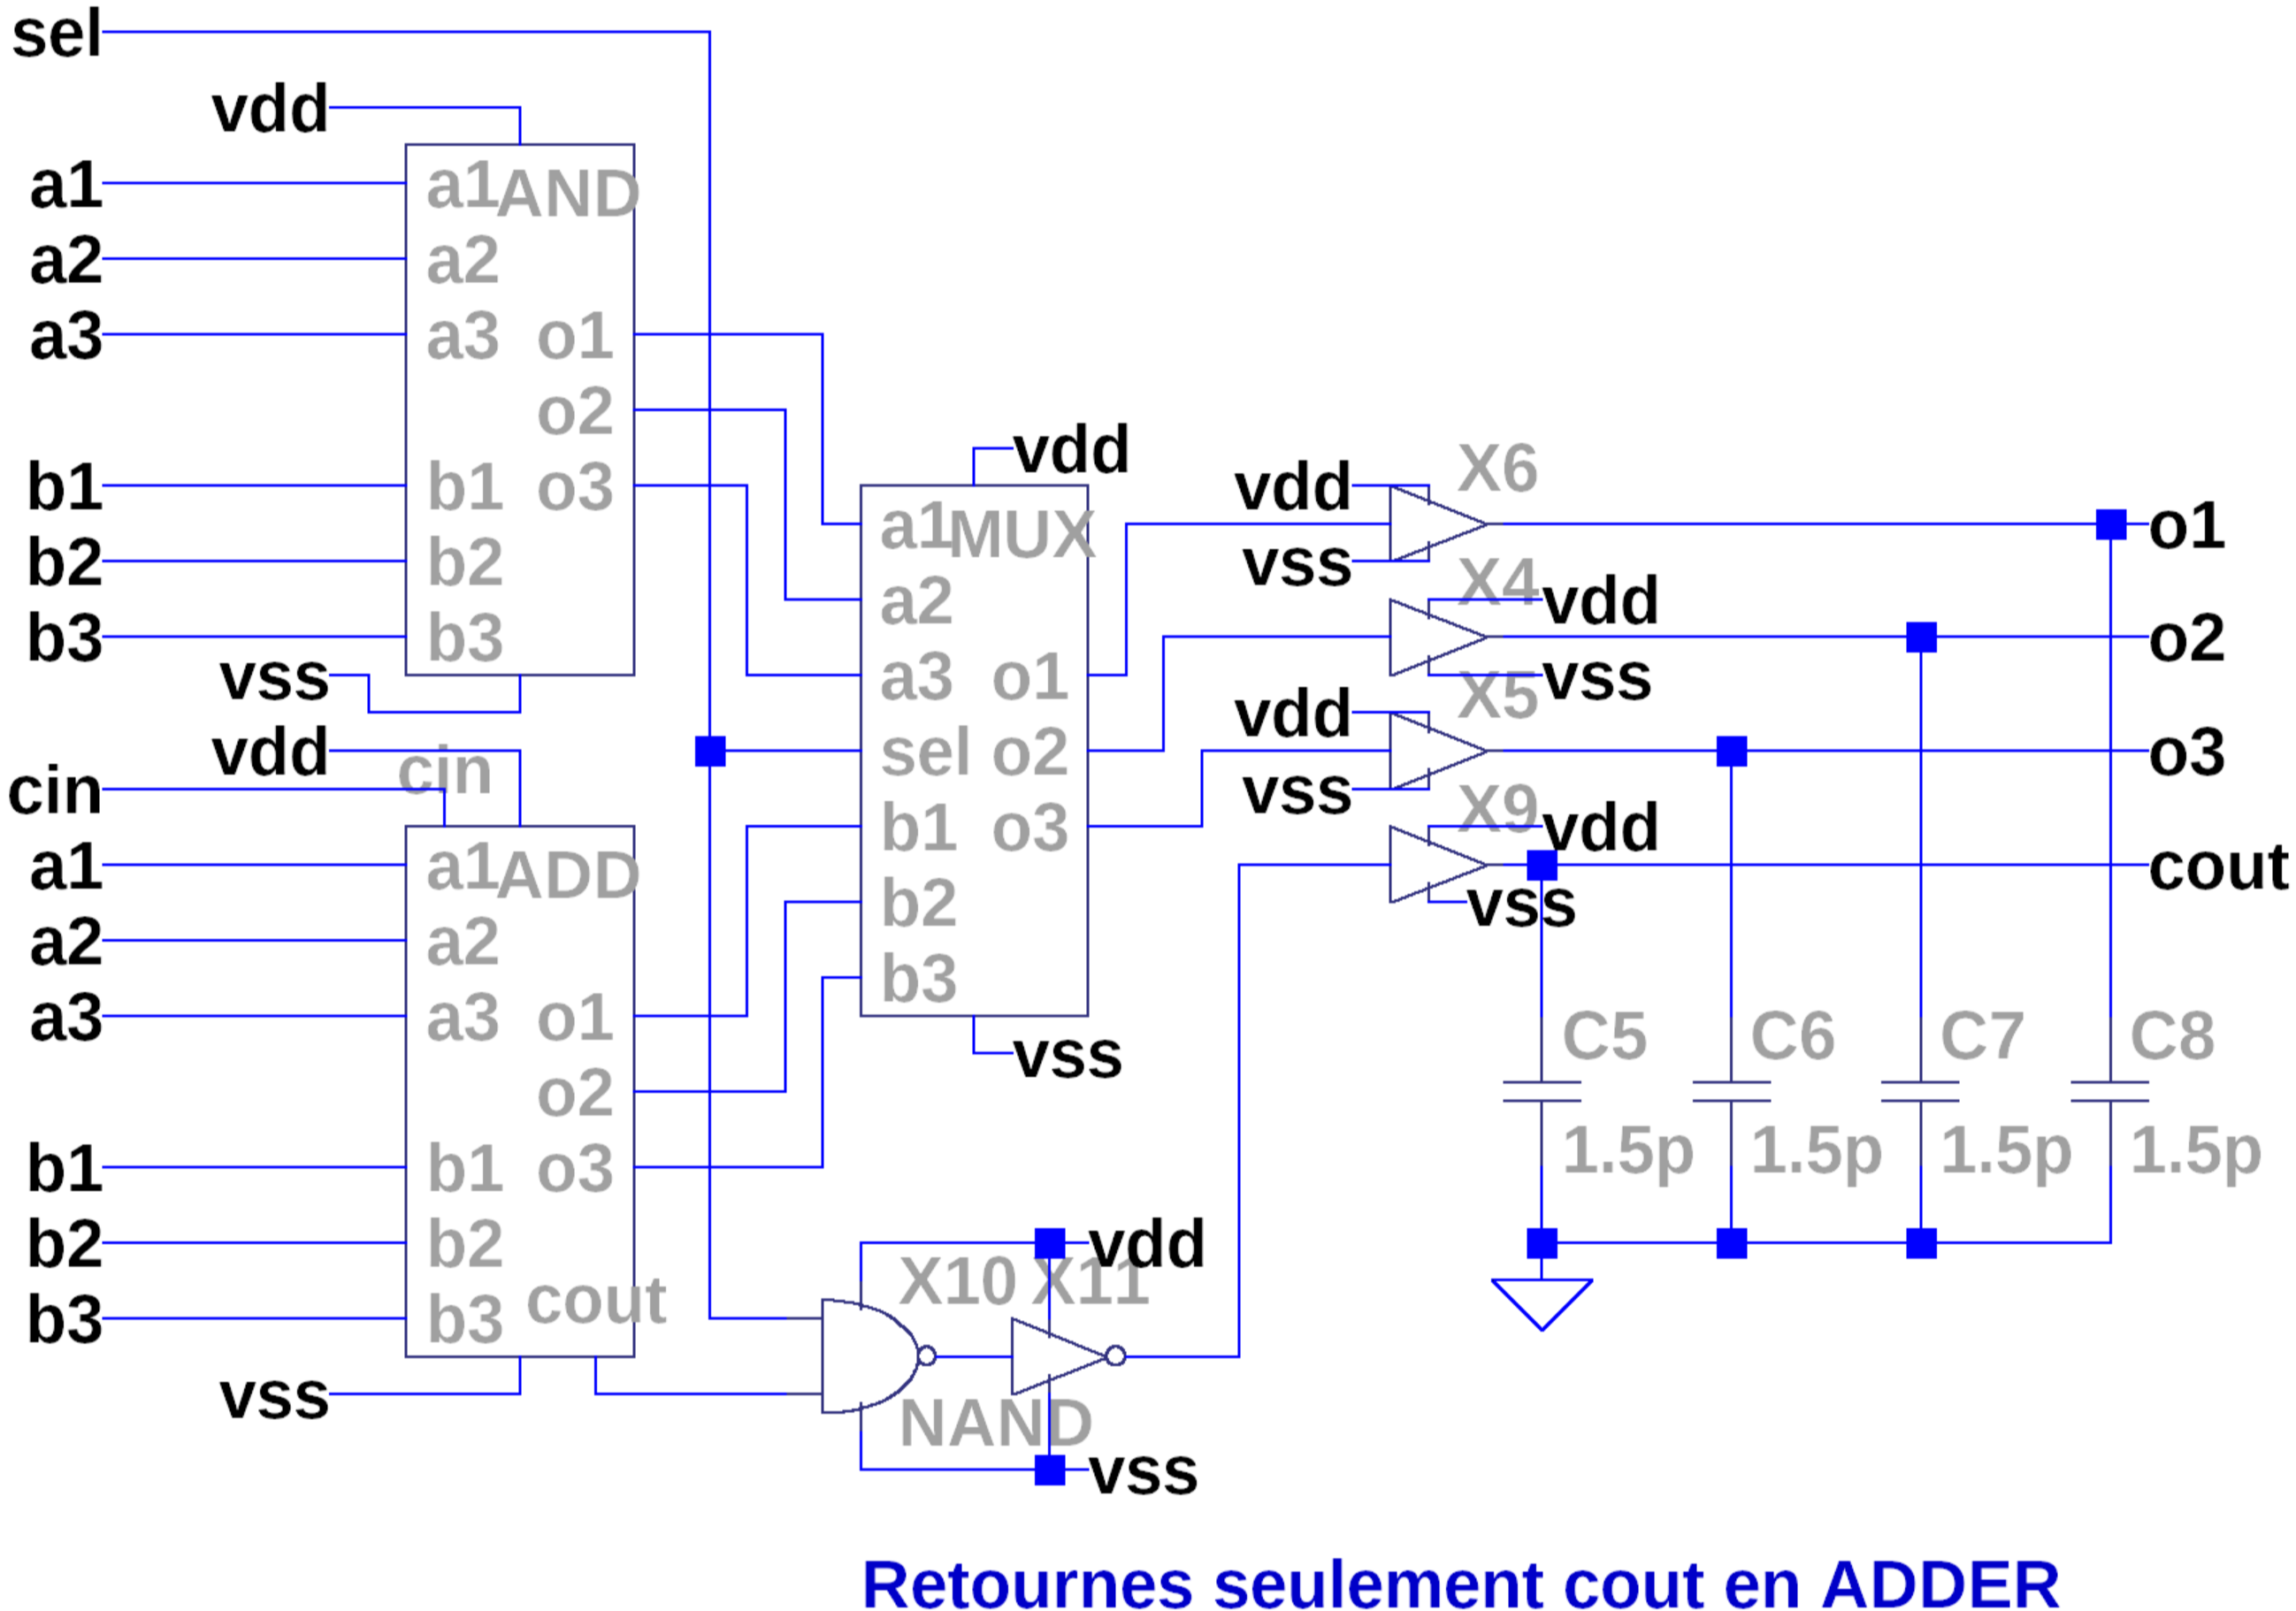 sel
vdd
a1
a2
a3
b1
b2
b3
vss
a1 AND
a2
a3 o1
o2
b1 o3
b2
b3
vdd
cin
cin
a1
a2
a3
b1
b2
b3
vss
a1 ADD
a2
a3 o1
o2
b1 o3
b2
b3 cout
vdd
a1 MUX
a2
a3 o1
sel o2
b1 o3
b2
b3
vss
vdd
X10 X11
NAND
vss
vdd X6
vss
X4 vdd
vss
vdd X5
vss
X9 vdd
vss
o1
o2
o3
cout
C5 C6 C7 C8
1.5p 1.5p 1.5p 1.5p
Retournes seulement cout en ADDER